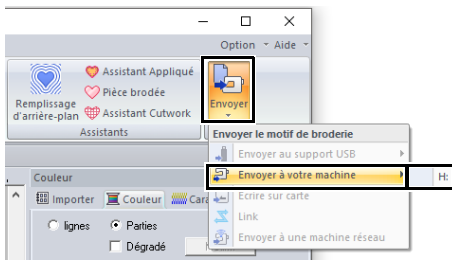 Option Aide
Assistant Appliqué
Pièce brodée
Remplissage
d'arrière-plan
Assistant Cutwork
Envoyer
Assistants
Envoyer le motif de broderie
Envoyer au support USB
Envoyer à votre machine
H:
Ecrire sur carte
Link
Envoyer à une machine réseau
Couleur
Importer
Couleur
lignes
Parties
Dégradé